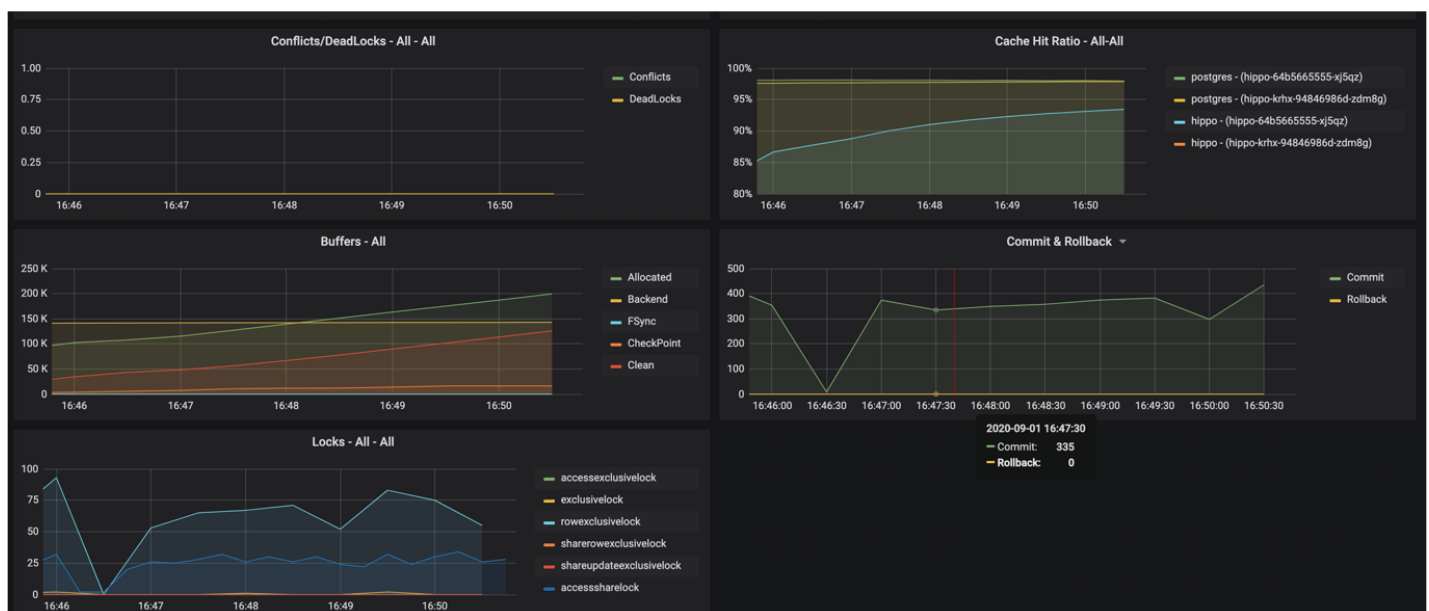 Conflicts/DeadLocks - All - All
1.00
0.75
0.50
0.25
0
16:46 16:47 16:48 16:49 16:50
Conflicts
DeadLocks
Cache Hit Ratio - All-All
100%
95%
90%
85%
80%
16:46 16:47 16:48 16:49 16:50
postgres - (hippo-64b5665555-xj5qz)
postgres - (hippo-krhx-94846986d-zdm8g)
hippo - (hippo-64b5665555-xj5qz)
hippo - (hippo-krhx-94846986d-zdm8g)
Buffers - All
250 K
200 K
150 K
100 K
50 K
0
16:46 16:47 16:48 16:49 16:50
Allocated
Backend
FSync
CheckPoint
Clean
Commit & Rollback
500
400
300
200
100
0
16:46:00 16:46:30 16:47:00 16:47:30 16:48:00 16:48:30 16:49:00 16:49:30 16:50:00 16:50:30
Commit
Rollback
2020-09-01 16:47:30
Commit: 335
Rollback: 0
Locks - All - All
100
75
50
25
0
16:46 16:47 16:48 16:49 16:50
accessexclusivelock
exclusivelock
rowexclusivelock
sharerowexclusivelock
shareupdateexclusivelock
accesssharelock